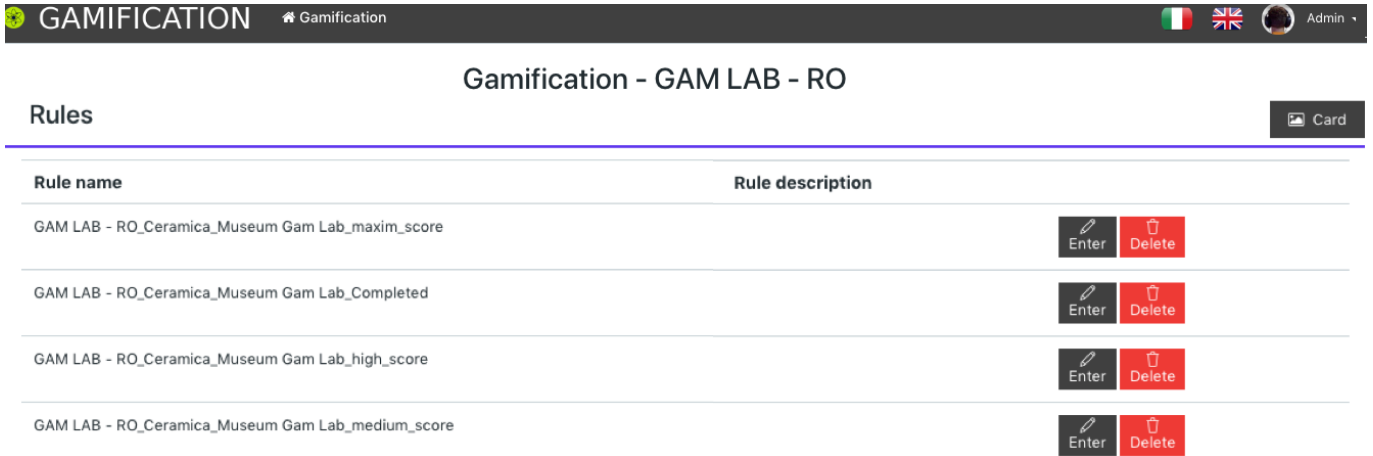 GAMIFICATION Gamification Admin
Gamification - GAM LAB - RO
Rules
Card
Rule name Rule description
GAM LAB - RO_Ceramica_Museum Gam Lab_maxim_score
Enter Delete
GAM LAB - RO_Ceramica_Museum Gam Lab_Completed
Enter Delete
GAM LAB - RO_Ceramica_Museum Gam Lab_high_score
Enter Delete
GAM LAB - RO_Ceramica_Museum Gam Lab_medium_score
Enter Delete